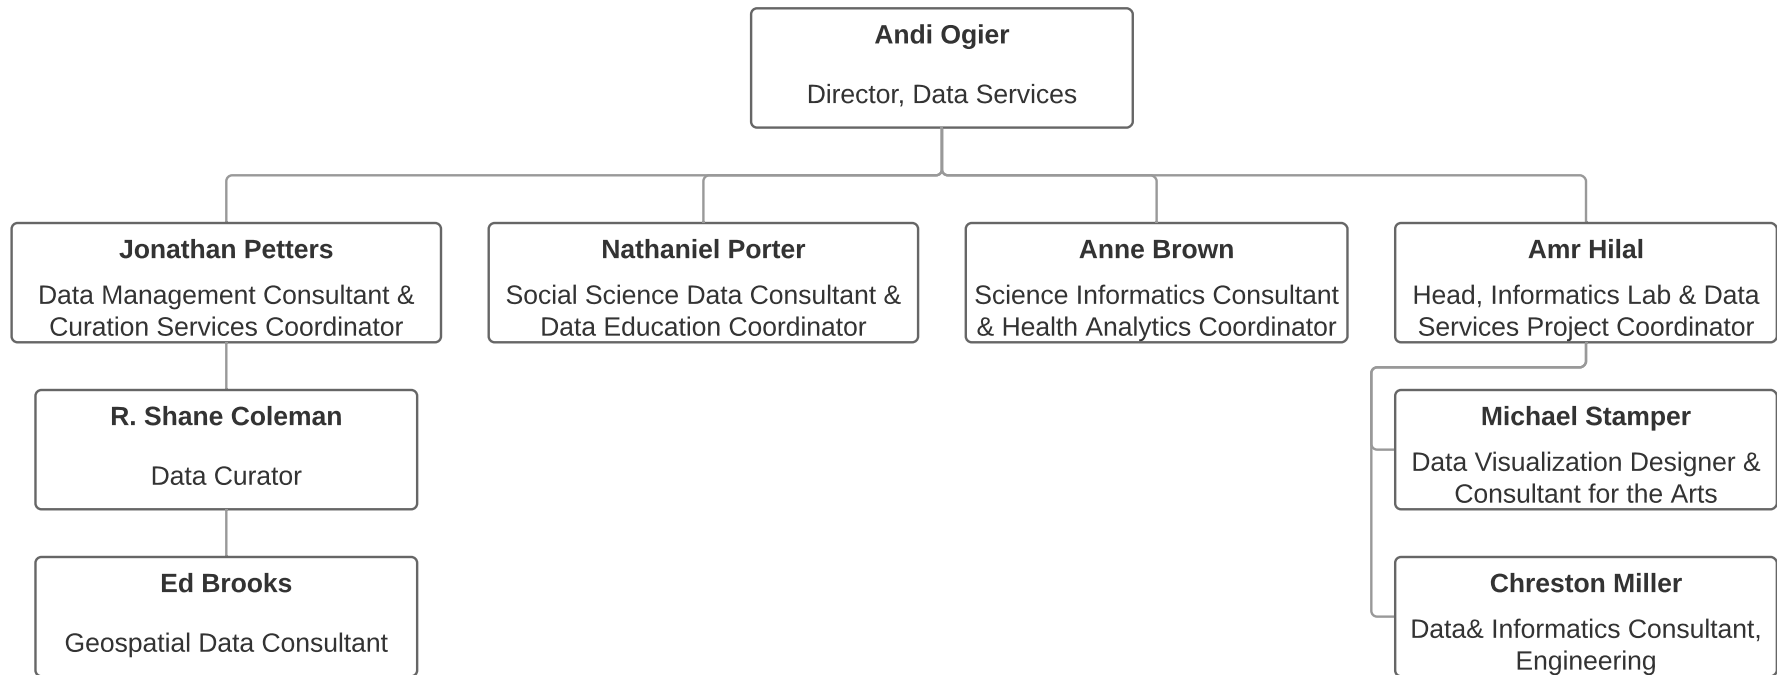 Andi Ogier
Director, Data Services
Jonathan Petters
Data Management Consultant &
Curation Services Coordinator
Nathaniel Porter
Social Science Data Consultant &
Data Education Coordinator
Anne Brown
Science Informatics Consultant
& Health Analytics Coordinator
Amr Hilal
Head, Informatics Lab & Data
Services Project Coordinator
R. Shane Coleman
Data Curator
Michael Stamper
Data Visualization Designer &
Consultant for the Arts
Ed Brooks
Geospatial Data Consultant
Chreston Miller
Data& Informatics Consultant,
Engineering